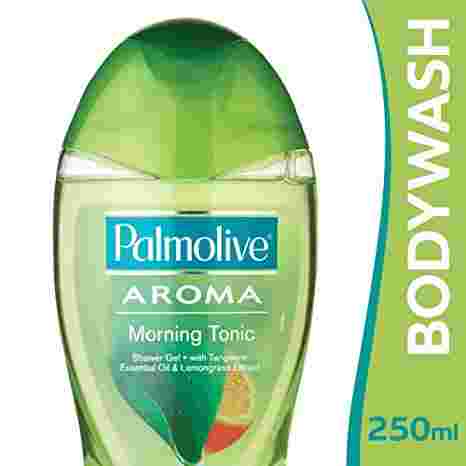 Palmolive
AROMA
Morning Tonic
Shower Gel • with Tangerine
Essential Oil & Lemongrass Extract
BODYWASH
250ml